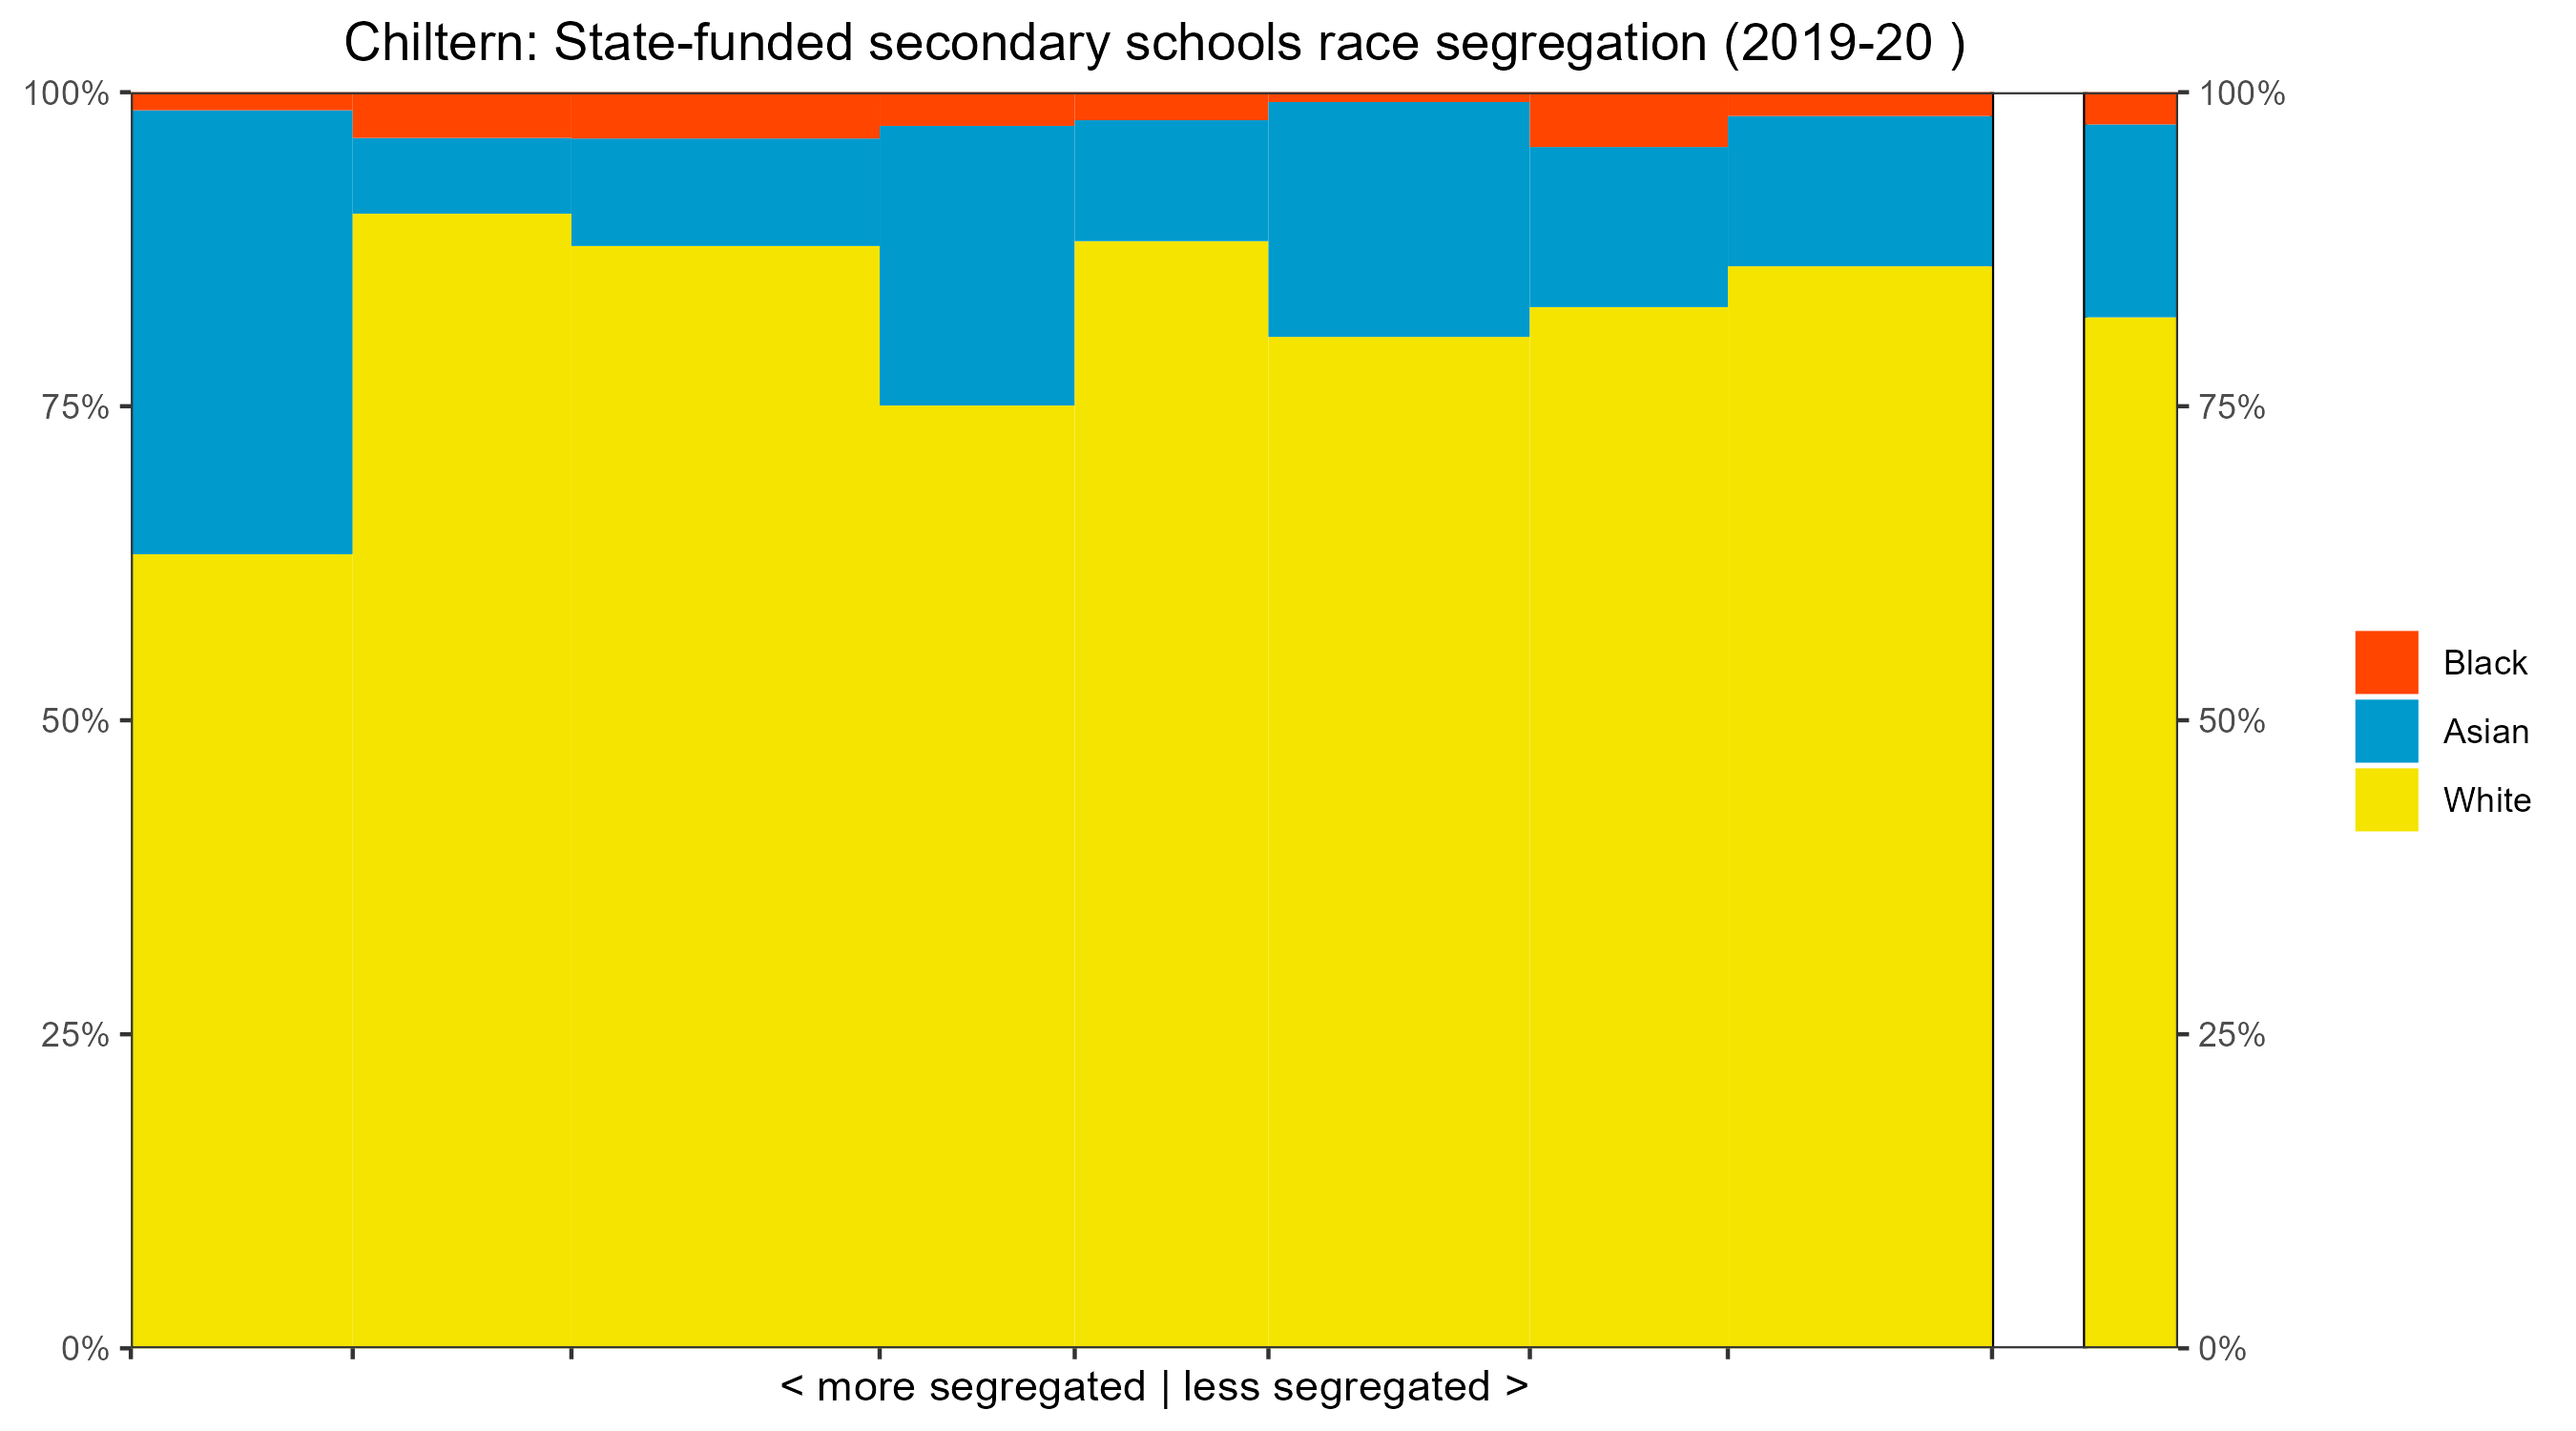 Chiltern: State-funded secondary schools race segregation (2019-20 )
100%
75%
50%
25%
0%
100%
75%
50%
25%
0%
< more segregated | less segregated >
Black
Asian
White